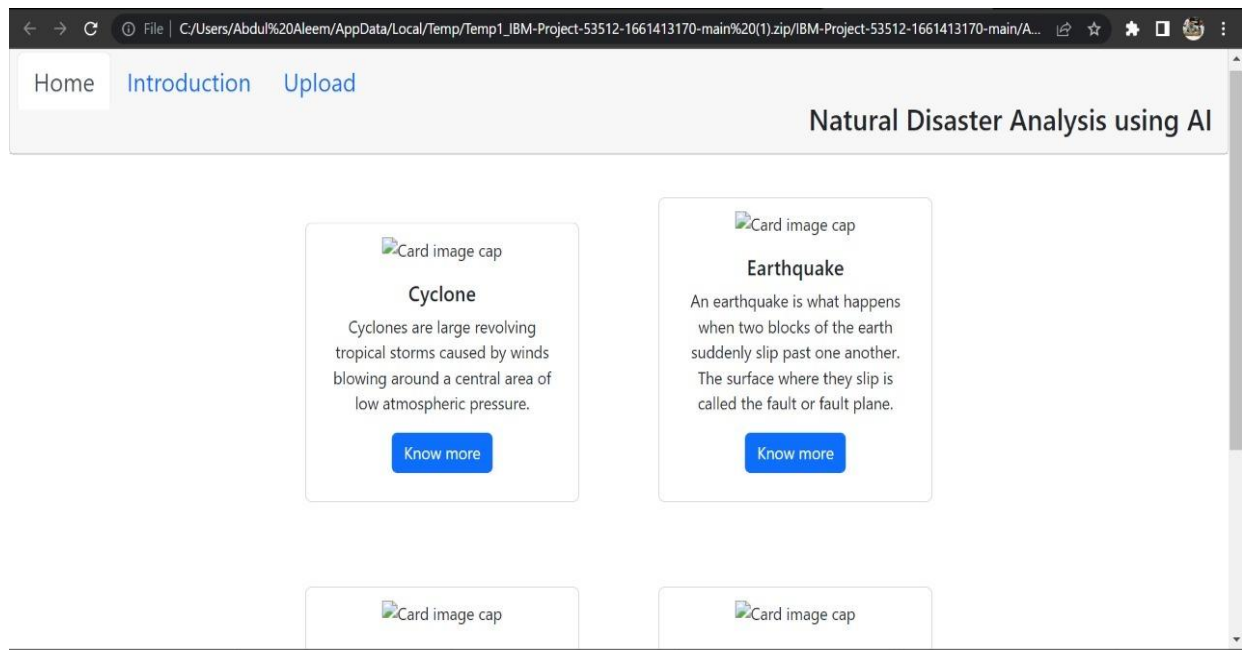 File | C:/Users/Abdul%20Aleem/AppData/Local/Temp/Temp1_IBM-Project-53512-1661413170-main%20(1).zip/IBM-Project-53512-1661413170-main/A...
Home Introduction Upload
Natural Disaster Analysis using AI
Card image cap
Cyclone
Cyclones are large revolving
tropical storms caused by winds
blowing around a central area of
low atmospheric pressure.
Know more
Card image cap
Earthquake
An earthquake is what happens
when two blocks of the earth
suddenly slip past one another.
The surface where they slip is
called the fault or fault plane.
Know more
Card image cap
Card image cap